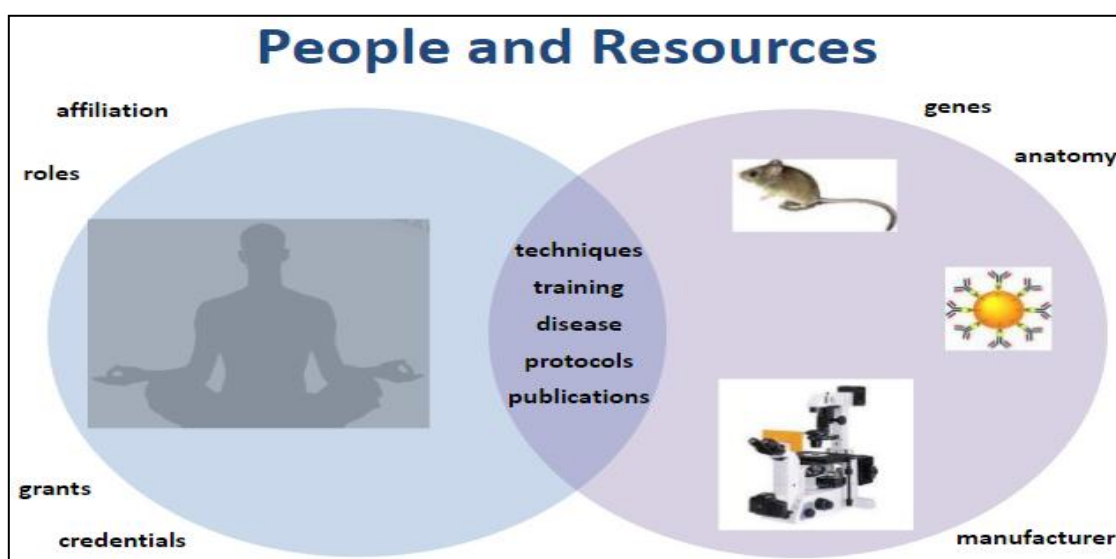 People and Resources
affiliation
roles
grants
credentials
techniques
training
disease
protocols
publications
genes
anatomy
manufacturer